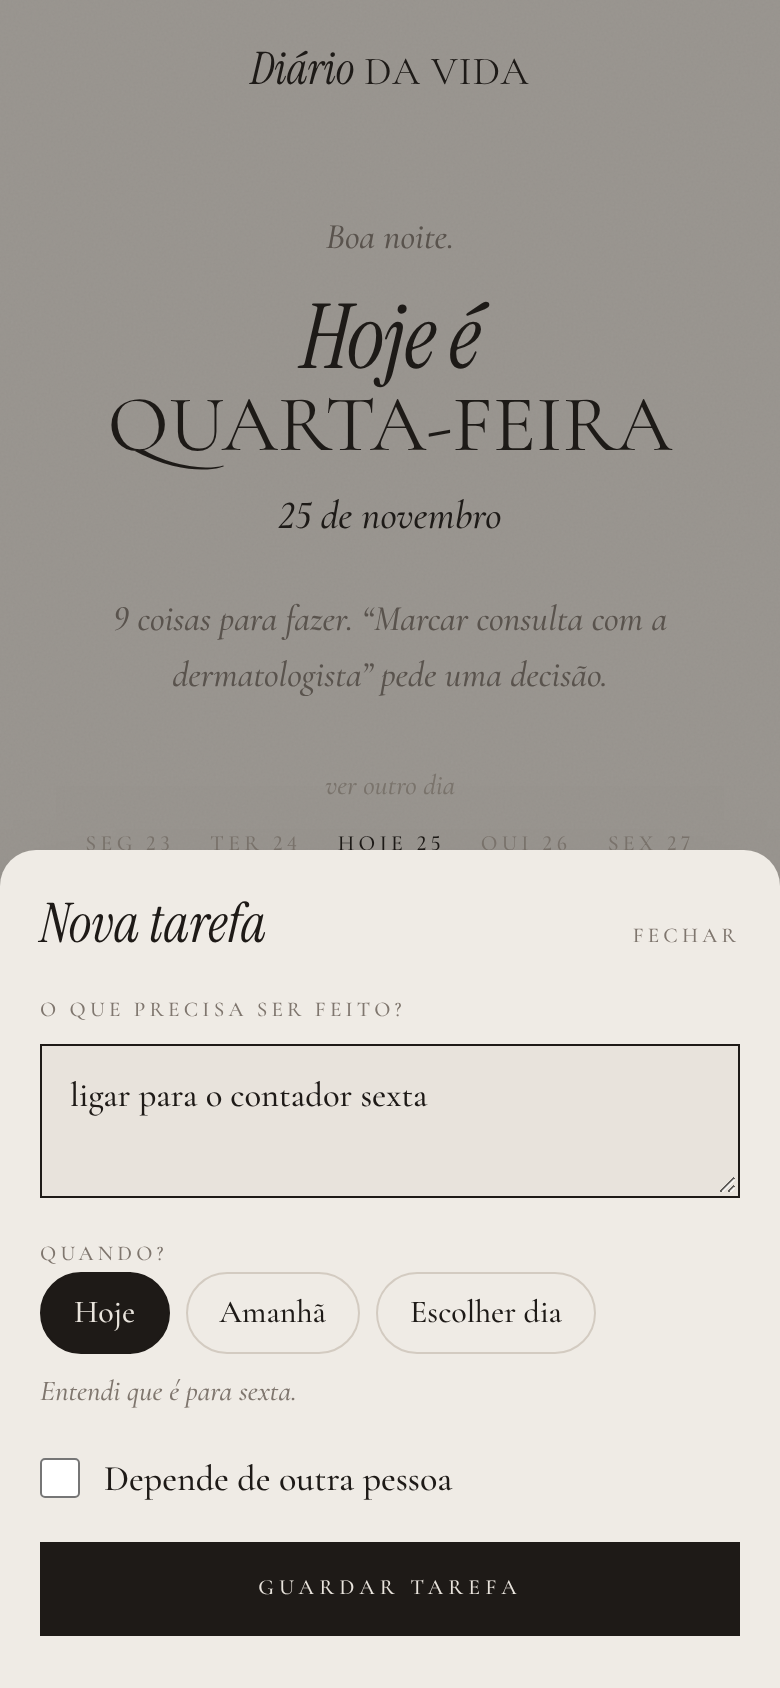 Diário DA VIDA
Boa noite.
Hoje é
QUARTA-FEIRA
25 de novembro
9 coisas para fazer. “Marcar consulta com a
dermatologista” pede uma decisão.
ver outro dia
SEG 23 TER 24 HOJE 25 QUI 26 SEX 27
Nova tarefa
FECHAR
O QUE PRECISA SER FEITO?
ligar para o contador sexta
QUANDO?
Hoje Amanhã Escolher dia
Entendi que é para sexta.
Depende de outra pessoa
GUARDAR TAREFA